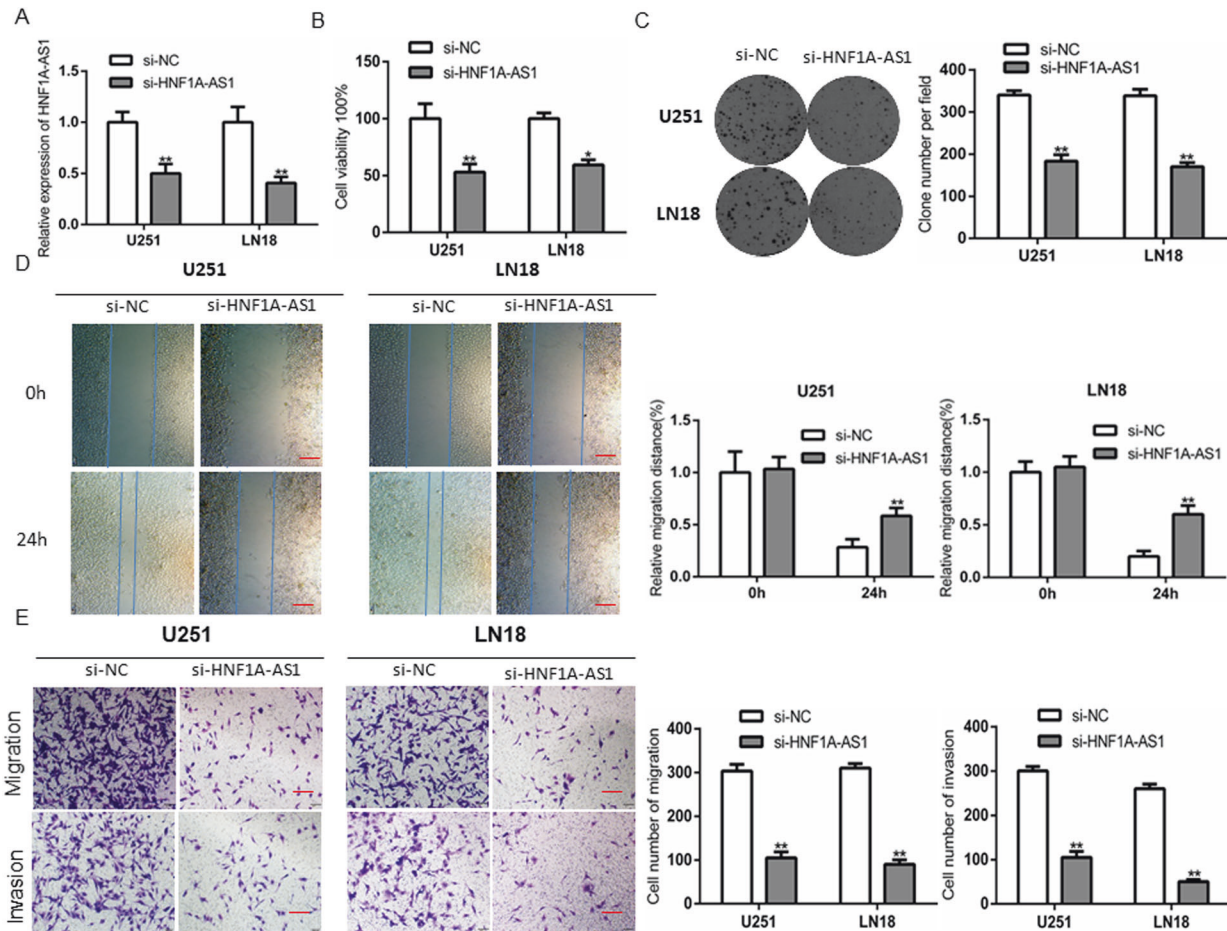 A
si-NC
si-HNF1A-AS1
Relative expression of HNF1A-AS1
1.5
1.0
0.5
0.0
U251
LN18
B
si-NC
si-HNF1A-AS1
Cell viability 100%
150
100
50
0
U251
LN18
C
si-NC
si-HNF1A-AS1
U251
LN18
si-NC
si-HNF1A-AS1
Clone number per field
400
300
200
100
0
U251
LN18
**
**
**
*
**
**
D
U251
LN18
si-NC
si-HNF1A-AS1
si-NC
si-HNF1A-AS1
0h
24h
U251
Relative migration distance(%)
1.5
1.0
0.5
0.0
si-NC
si-HNF1A-AS1
**
0h
24h
LN18
Relative migration distance(%)
1.5
1.0
0.5
0.0
si-NC
si-HNF1A-AS1
**
0h
24h
E
U251
LN18
si-NC
si-HNF1A-AS1
si-NC
si-HNF1A-AS1
Migration
Invasion
si-NC
si-HNF1A-AS1
Cell number of migration
400
300
200
100
0
**
**
U251
LN18
si-NC
si-HNF1A-AS1
Cell number of invasion
400
300
200
100
0
**
**
U251
LN18